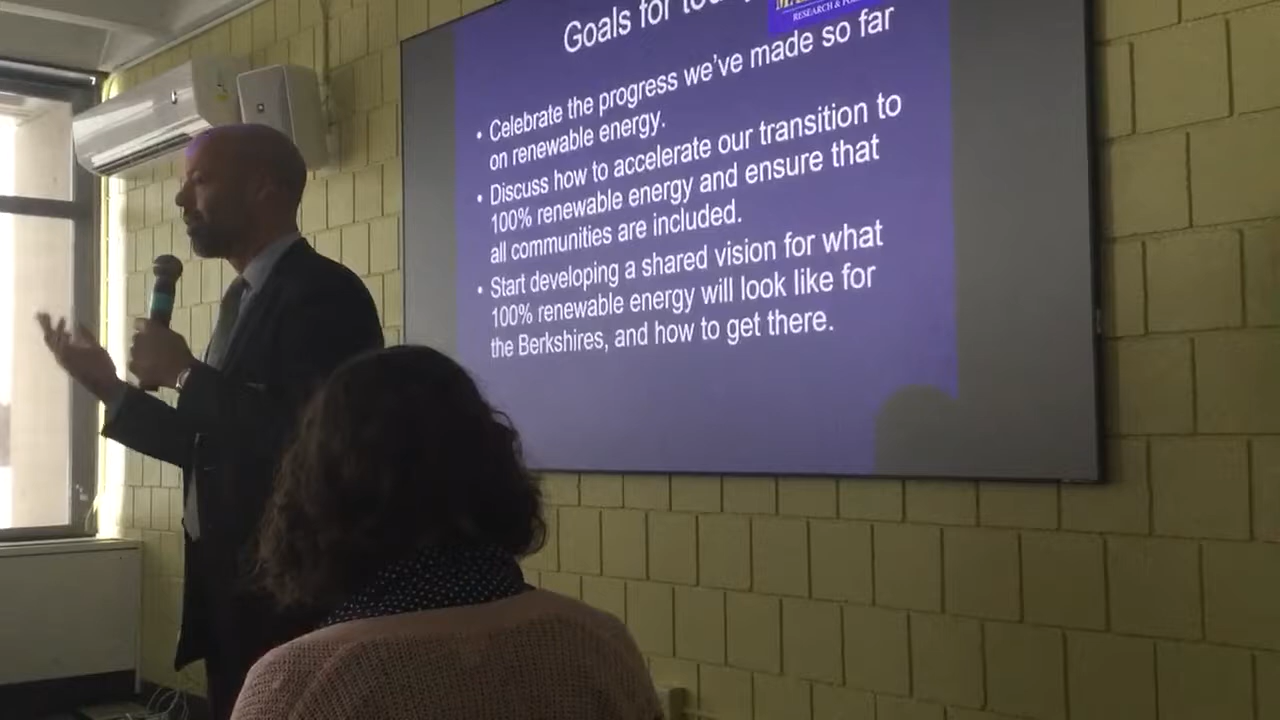 Goals for
RESEARCH &
• Celebrate the progress we've made so far
on renewable energy.
• Discuss how to accelerate our transition to
100% renewable energy and ensure that
all communities are included.
• Start developing a shared vision for what
100% renewable energy will look like for
the Berkshires, and how to get there.